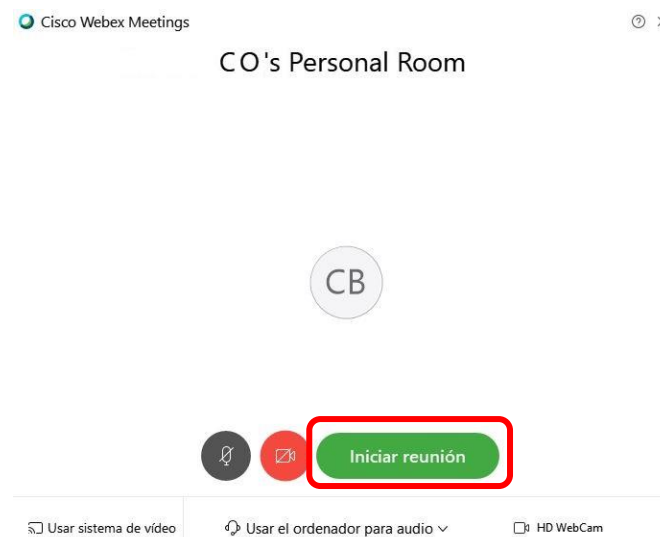 Cisco Webex Meetings
CO's Personal Room
CB
Iniciar reunión
Usar sistema de vídeo
Usar el ordenador para audio
HD WebCam